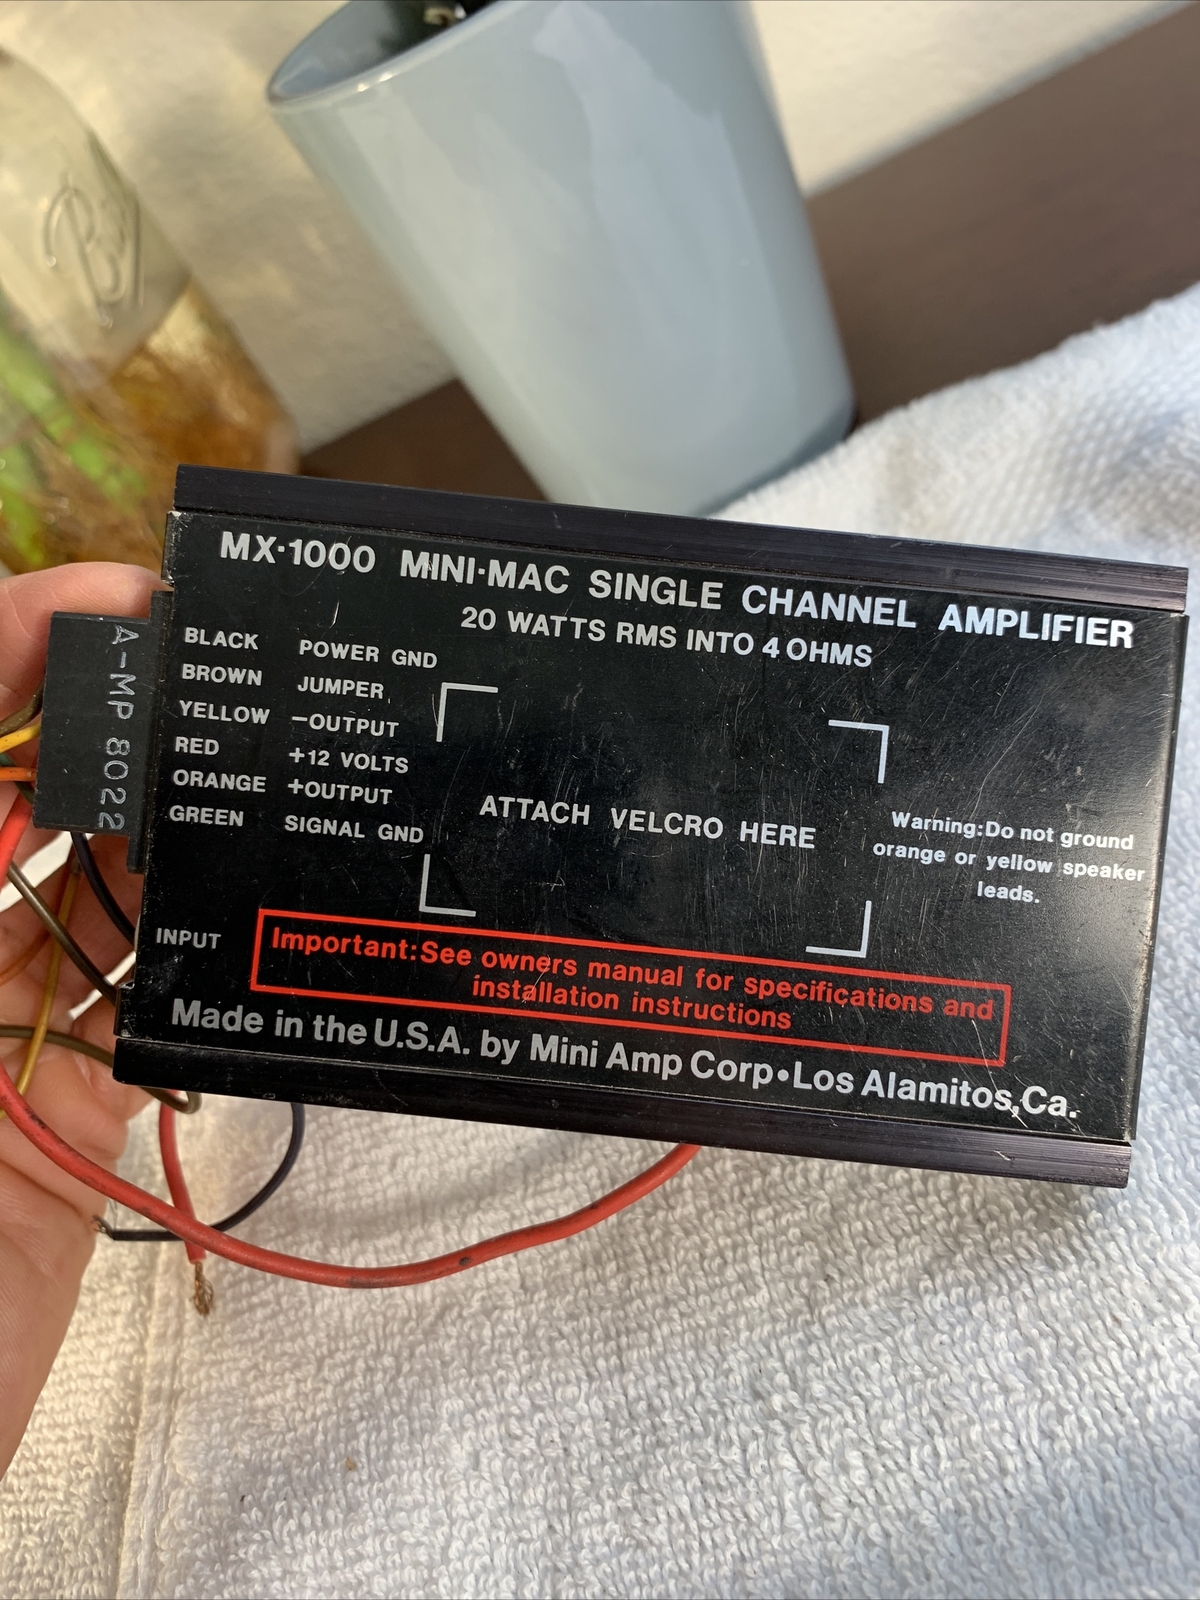 MX-1000 MINI-MAC SINGLE CHANNEL AMPLIFIER
20 WATTS RMS INTO 4 OHMS
BLACK POWER GND
BROWN JUMPER
YELLOW -OUTPUT
RED +12 VOLTS
ORANGE +OUTPUT
GREEN SIGNAL GND
A-MP 8022
ATTACH VELCRO HERE
Warning:Do not ground
orange or yellow speaker
leads.
INPUT
Important:See owners manual for specifications and
installation instructions
Made in the U.S.A. by Mini Amp Corp•Los Alamitos,Ca.